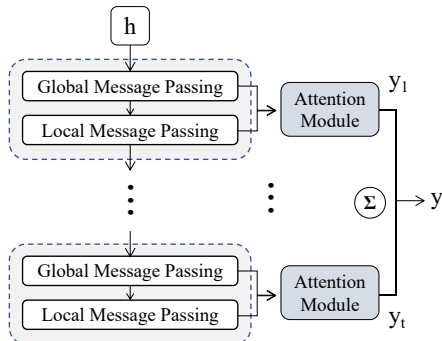 h
Global Message Passing
Local Message Passing
Attention
Module
y₁
Σ
y
Global Message Passing
Local Message Passing
Attention
Module
yₜ